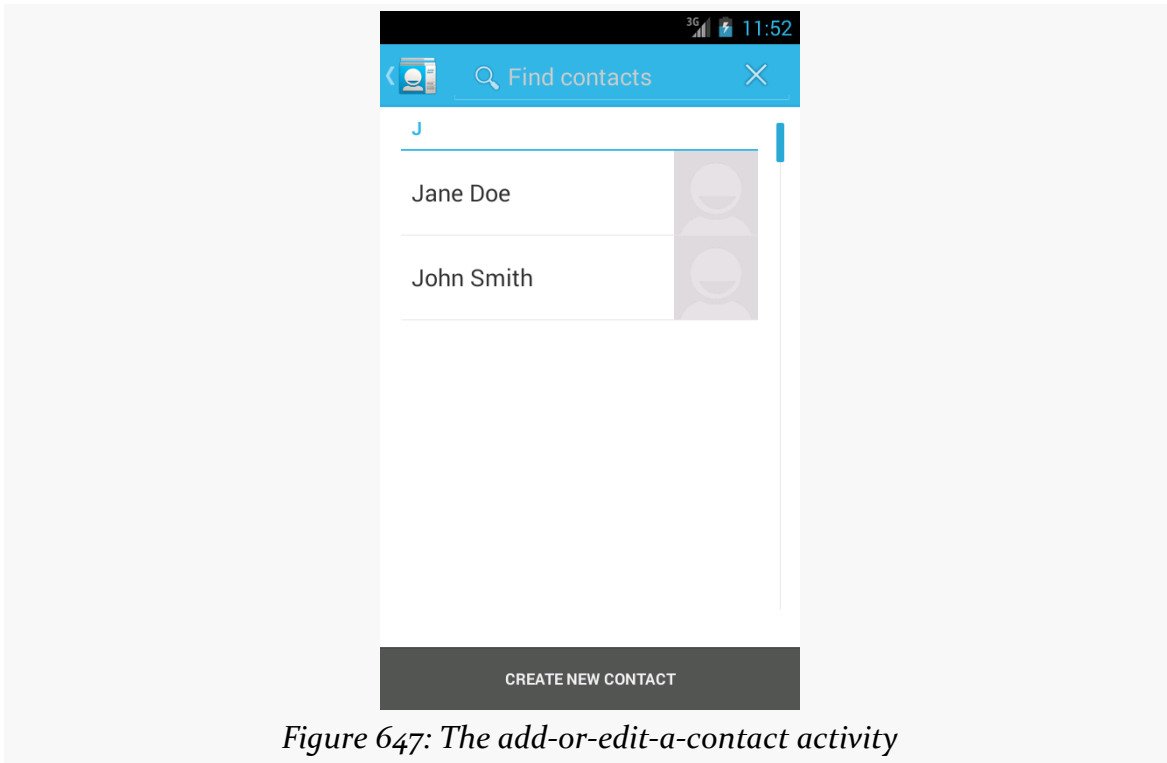 3G 11:52
Find contacts
J
Jane Doe
John Smith
CREATE NEW CONTACT
Figure 647: The add-or-edit-a-contact activity